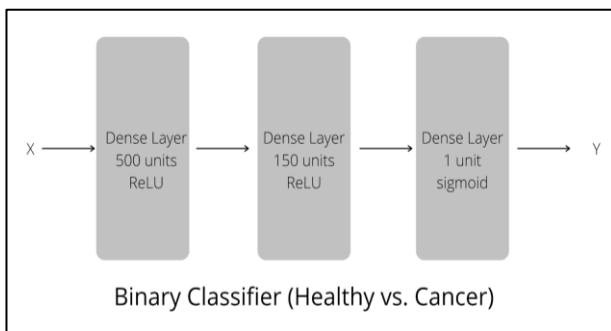 X
Dense Layer
500 units
ReLU
Dense Layer
150 units
ReLU
Dense Layer
1 unit
sigmoid
Y
Binary Classifier (Healthy vs. Cancer)